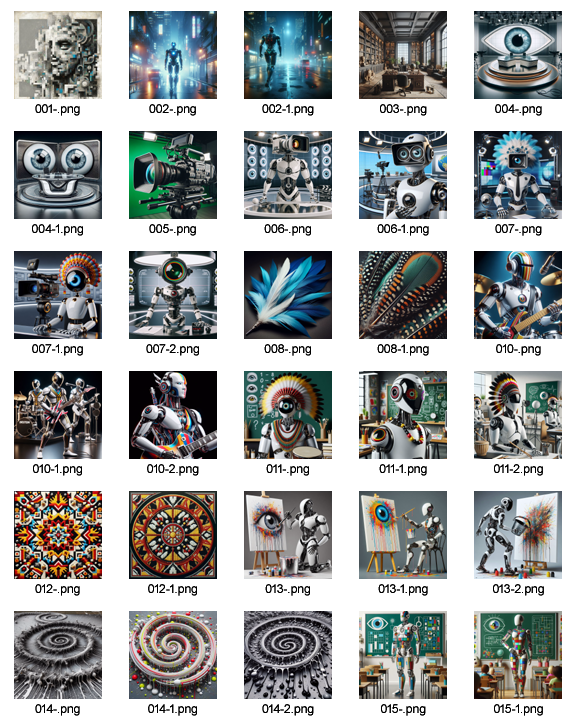 001-.png 002-.png 002-1.png 003-.png 004-.png
004-1.png 005-.png 006-.png 006-1.png 007-.png
007-1.png 007-2.png 008-.png 008-1.png 010-.png
010-1.png 010-2.png 011-.png 011-1.png 011-2.png
012-.png 012-1.png 013-.png 013-1.png 013-2.png
014-.png 014-1.png 014-2.png 015-.png 015-1.png